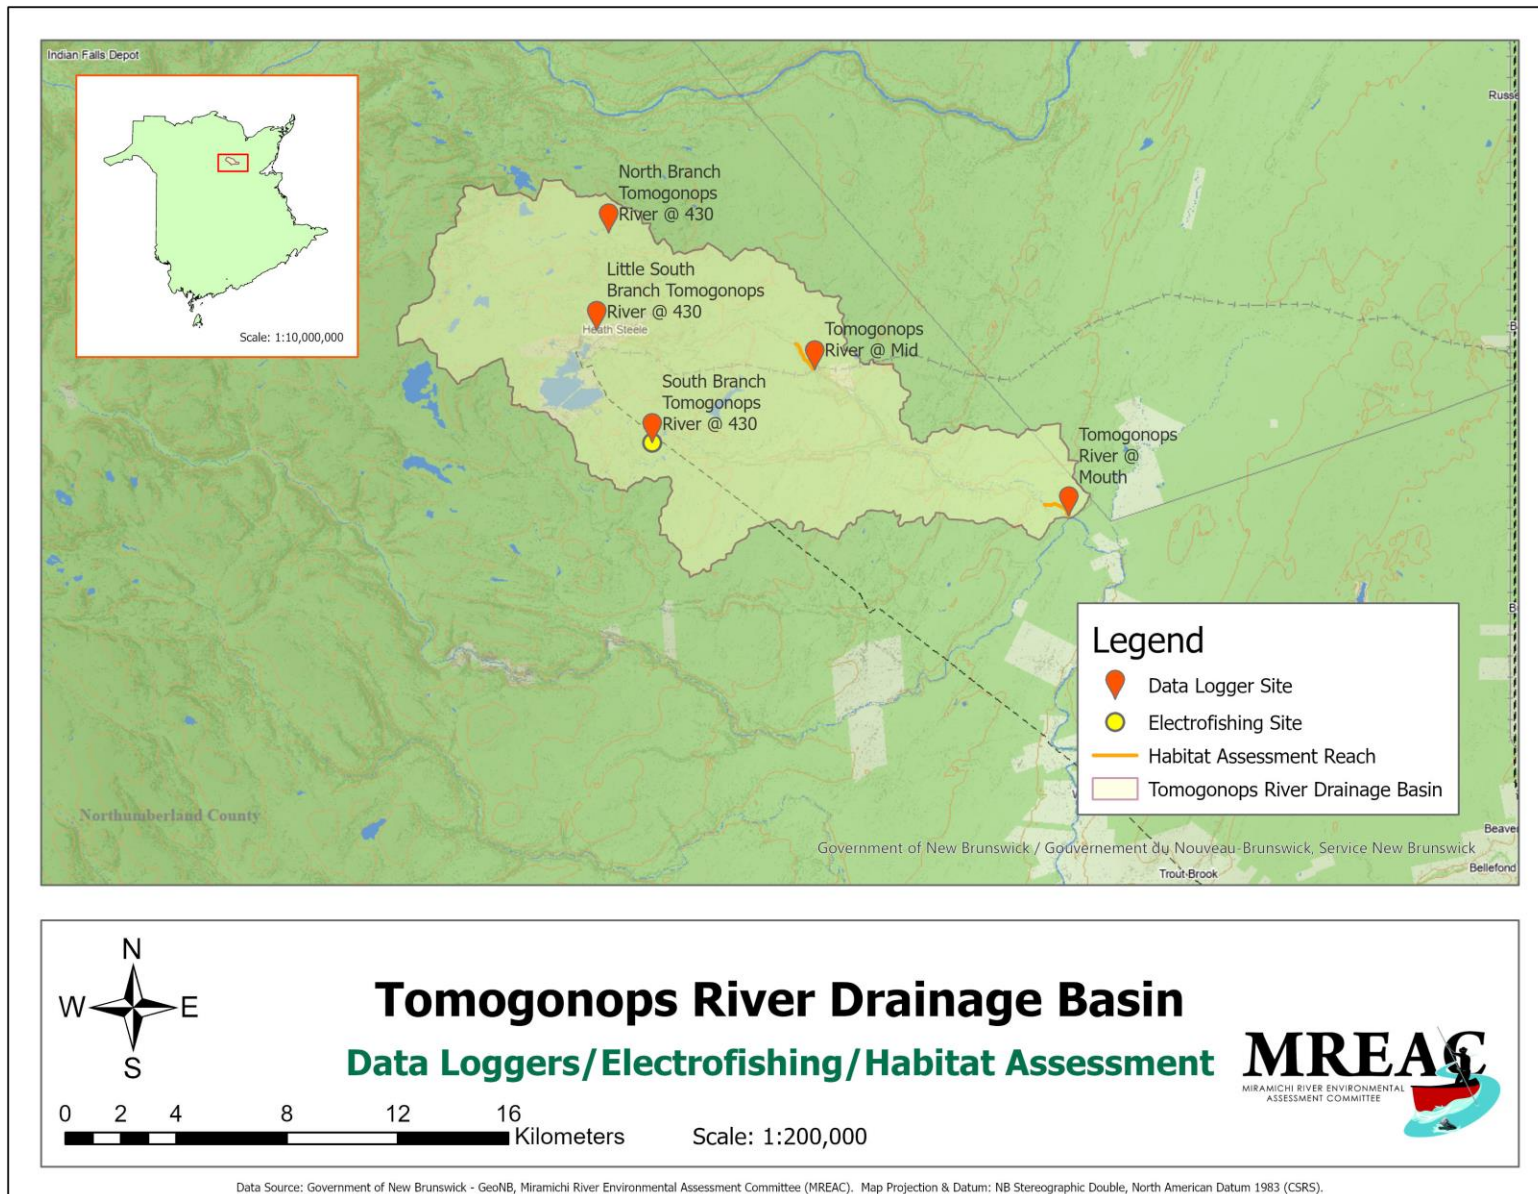 Indian Falls Depot
Russe
Scale: 1:10,000,000
North Branch
Tomogonops
River @ 430
Little South
Branch Tomogonops
River @ 430
Heath Steele
Tomogonops
River @ Mid
South Branch
Tomogonops
River @ 430
Tomogonops
River @
Mouth
Legend
Data Logger Site
Electrofishing Site
Habitat Assessment Reach
Tomogonops River Drainage Basin
Northumberland County
Government of New Brunswick / Gouvernement du Nouveau-Brunswick, Service New Brunswick
Beaver
Trout-Brook
Bellefond
N
W E
S
Tomogonops River Drainage Basin
Data Loggers/Electrofishing/Habitat Assessment
0 2 4 8 12 16
Kilometers
Scale: 1:200,000
MREAC
MIRAMICHI RIVER ENVIRONMENTAL
ASSESSMENT COMMITTEE
Data Source: Government of New Brunswick - GeoNB, Miramichi River Environmental Assessment Committee (MREAC). Map Projection & Datum: NB Stereographic Double, North American Datum 1983 (CSRS).